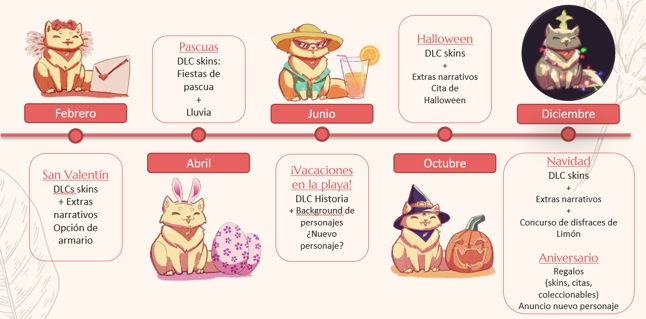 Febrero
San Valentín
DLCs skins
+ Extras
narrativos
Opción de
armario
Pascuas
DLC skins:
Fiestas de
pascua
+
Lluvia
Abril
Junio
¡Vacaciones
en la playa!
DLC Historia
+ Background de
personajes
¿Nuevo
personaje?
Halloween
DLC skins
+
Extras narrativos
Cita de
Halloween
Octubre
Diciembre
Navidad
DLC skins
+
Extras narrativos
+
Concurso de disfraces de
Limón
Aniversario
Regalos
(skins, citas,
coleccionables)
Anuncio nuevo personaje